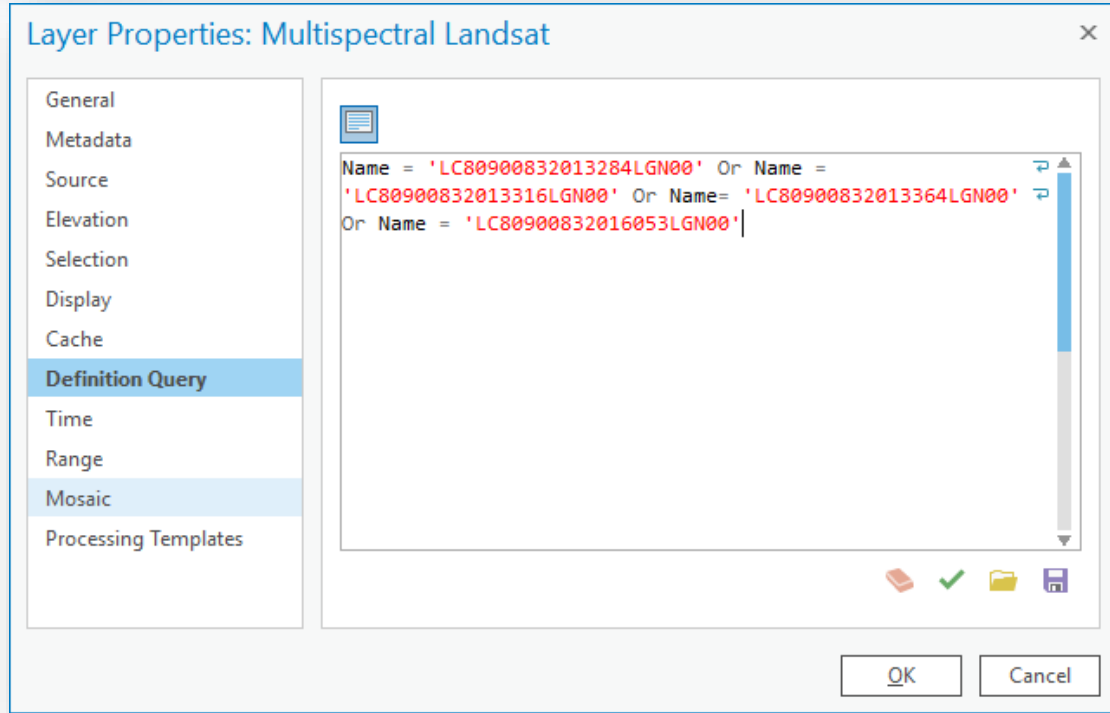 Layer Properties: Multispectral Landsat
General
Metadata
Source
Elevation
Selection
Display
Cache
Definition Query
Time
Range
Mosaic
Processing Templates
Name = 'LC80900832013284LGN00' Or Name =
'LC80900832013316LGN00' Or Name= 'LC80900832013364LGN00'
Or Name = 'LC80900832016053LGN00'
OK
Cancel